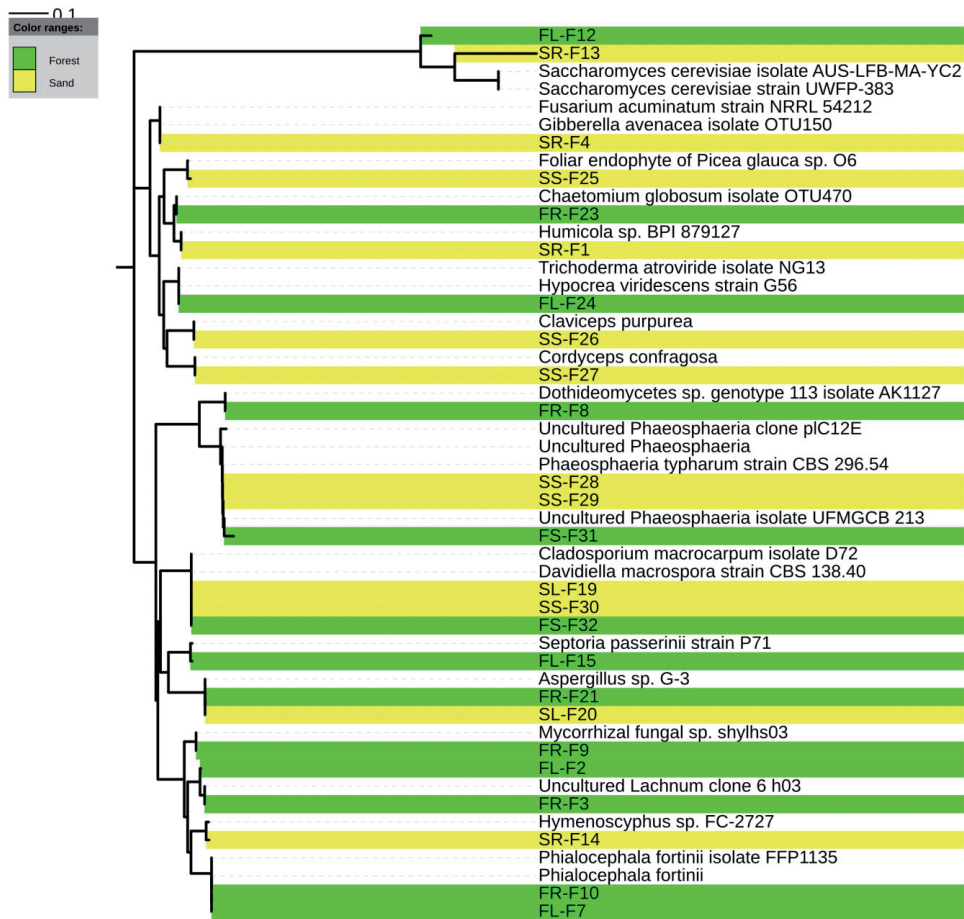 0.1
Color ranges:
Forest
Sand
FL-F12
SR-F13
Saccharomyces cerevisiae isolate AUS-LFB-MA-YC2
Saccharomyces cerevisiae strain UWFP-383
Fusarium acuminatum strain NRRL 54212
Gibberella avenacea isolate OTU150
SR-F4
Foliar endophyte of Picea glauca sp. O6
SS-F25
Chaetomium globosum isolate OTU470
FR-F23
Humicola sp. BPI 879127
SR-F1
Trichoderma atroviride isolate NG13
Hypocrea viridescens strain G56
FL-F24
Claviceps purpurea
SS-F26
Cordyceps confragosa
SS-F27
Dothideomycetes sp. genotype 113 isolate AK1127
FR-F8
Uncultured Phaeosphaeria clone plC12E
Uncultured Phaeosphaeria
Phaeosphaeria typharum strain CBS 296.54
SS-F28
SS-F29
Uncultured Phaeosphaeria isolate UFMGCB 213
FS-F31
Cladosporium macrocarpum isolate D72
Davidiella macrospora strain CBS 138.40
SL-F19
SS-F30
FS-F32
Septoria passerinii strain P71
FL-F15
Aspergillus sp. G-3
FR-F21
SL-F20
Mycorrhizal fungal sp. shylhs03
FR-F9
FL-F2
Uncultured Lachnum clone 6 h03
FR-F3
Hymenoscyphus sp. FC-2727
SR-F14
Phialocephala fortinii isolate FFP1135
Phialocephala fortinii
FR-F10
FL-F7